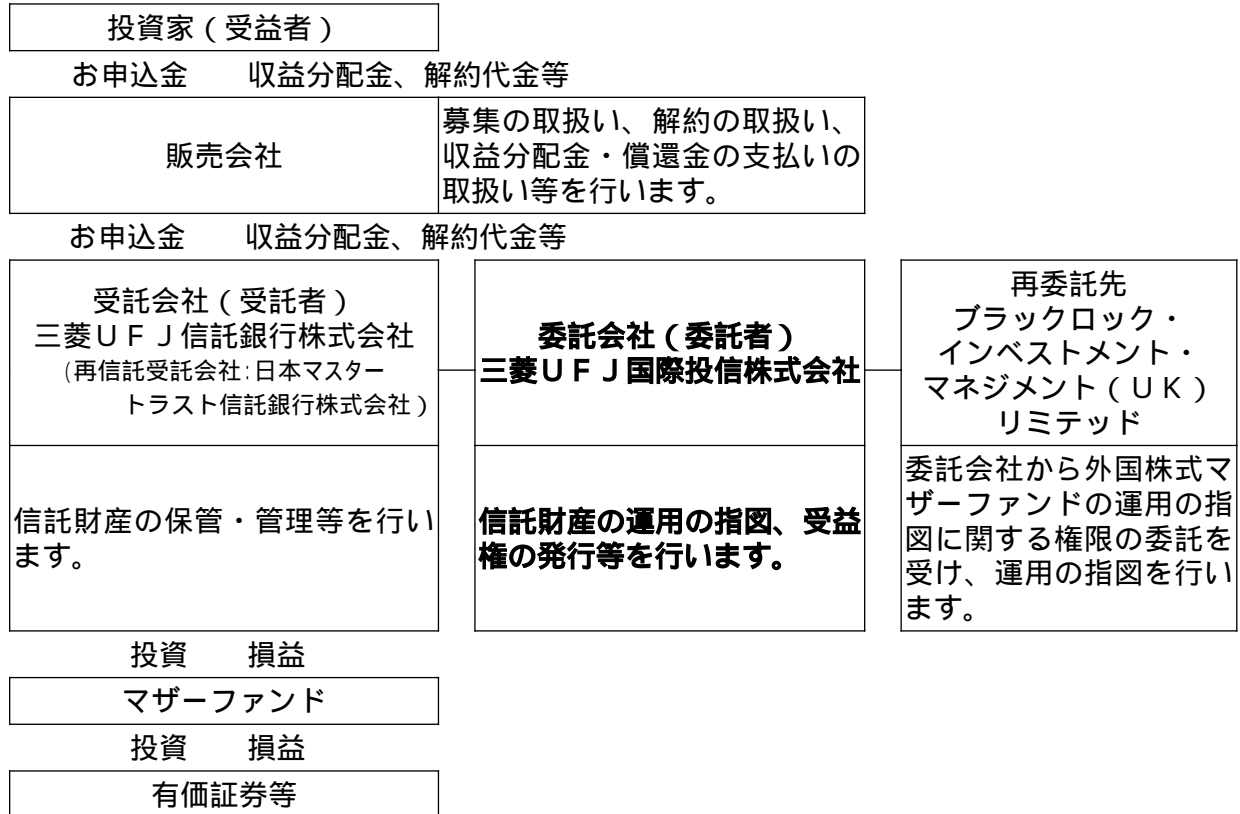 投資家（受益者）
お申込金　　収益分配金、解約代金等
販売会社
募集の取扱い、解約の取扱い、
収益分配金・償還金の支払いの
取扱い等を行います。
お申込金　　収益分配金、解約代金等
受託会社（受託者）
三菱ＵＦＪ信託銀行株式会社
(再信託受託会社:日本マスター
トラスト信託銀行株式会社)
委託会社（委託者）
三菱ＵＦＪ国際投信株式会社
再委託先
ブラックロック・
インベストメント・
マネジメント（ＵＫ）
リミテッド
信託財産の保管・管理等を行い
ます。
信託財産の運用の指図、受益
権の発行等を行います。
委託会社から外国株式マ
ザーファンドの運用の指
図に関する権限の委託を
受け、運用の指図を行い
ます。
投資　　損益
マザーファンド
投資　　損益
有価証券等